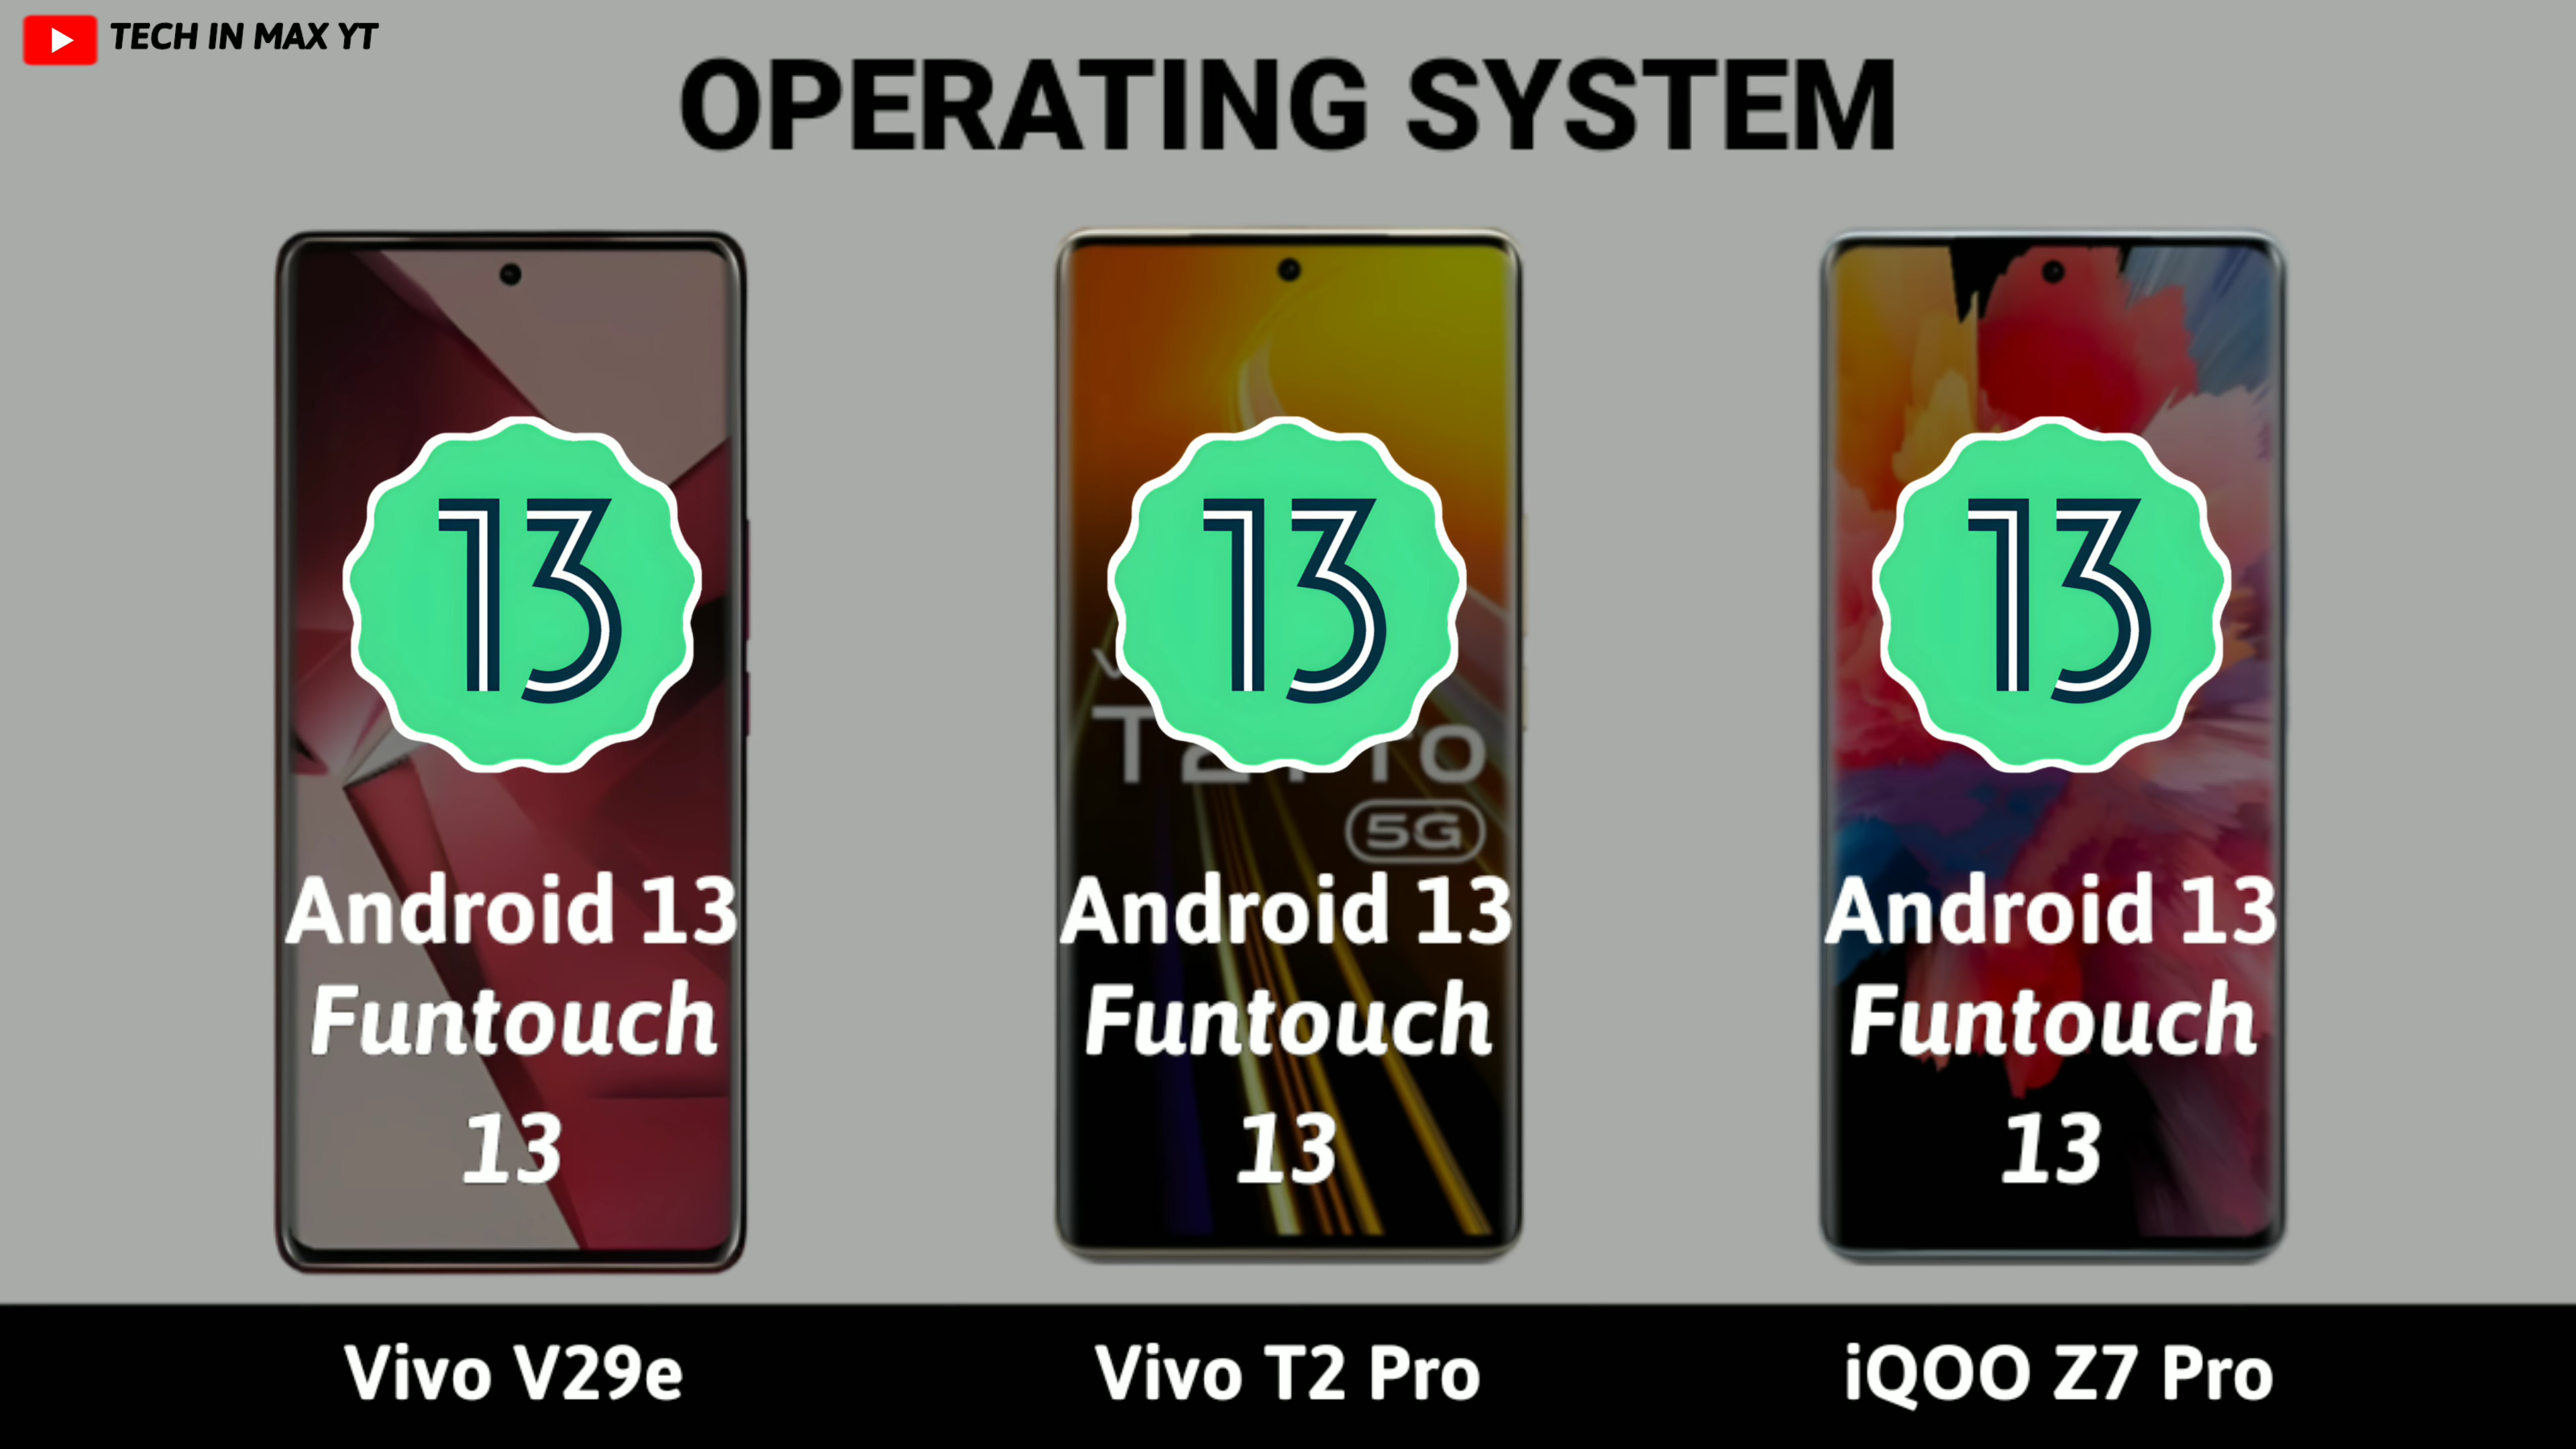 TECH IN MAX YT
OPERATING SYSTEM
13
13
13
T2 Pro
5G
Android 13
Funtouch
13
Android 13
Funtouch
13
Android 13
Funtouch
13
Vivo V29e
Vivo T2 Pro
iQOO Z7 Pro